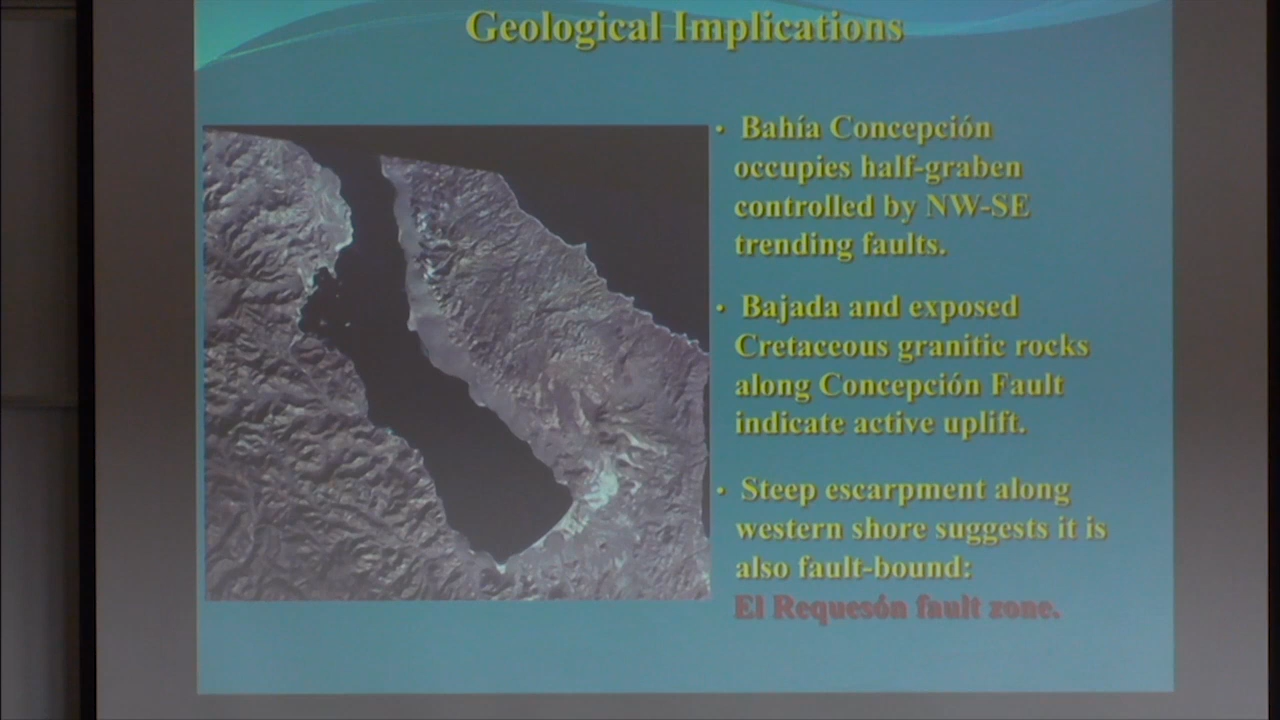 Geological Implications
• Bahía Concepción
occupies half-graben
controlled by NW-SE
trending faults.
• Bajada and exposed
Cretaceous granitic rocks
along Concepción Fault
indicate active uplift.
• Steep escarpment along
western shore suggests it is
also fault-bound:
El Requesón fault zone.